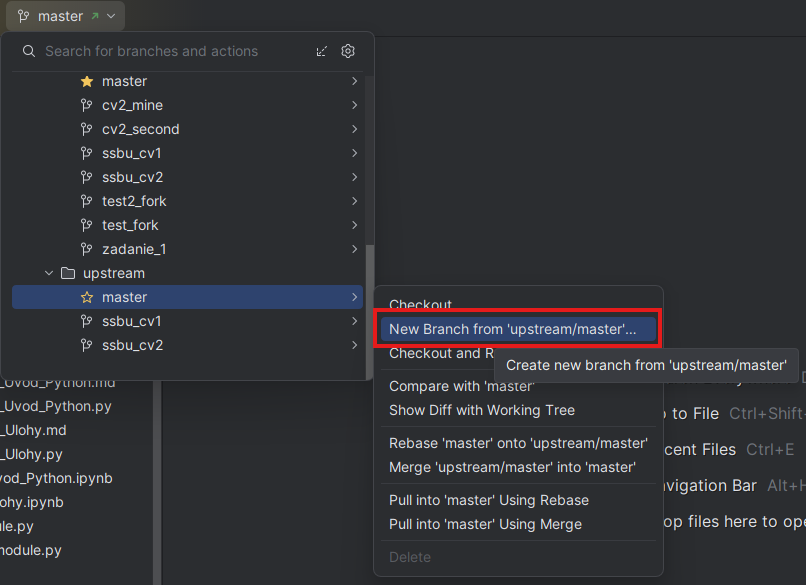 master
Search for branches and actions
master
cv2_mine
cv2_second
ssbu_cv1
ssbu_cv2
test2_fork
test_fork
zadanie_1
upstream
master
ssbu_cv1
ssbu_cv2
Checkout
New Branch from 'upstream/master'...
Checkout and R
Create new branch from 'upstream/master'
Compare with 'master'
Show Diff with Working Tree
Rebase 'master' onto 'upstream/master'
Merge 'upstream/master' into 'master'
Pull into 'master' Using Rebase
Pull into 'master' Using Merge
Delete
_Uvod_Python.md
_Uvod_Python.py
_Ulohy.md
_Ulohy.py
vod_Python.ipynb
ohy.ipynb
le.py
module.py
o to File Ctrl+Shift+
cent Files Ctrl+E
avigation Bar Alt+H
op files here to ope